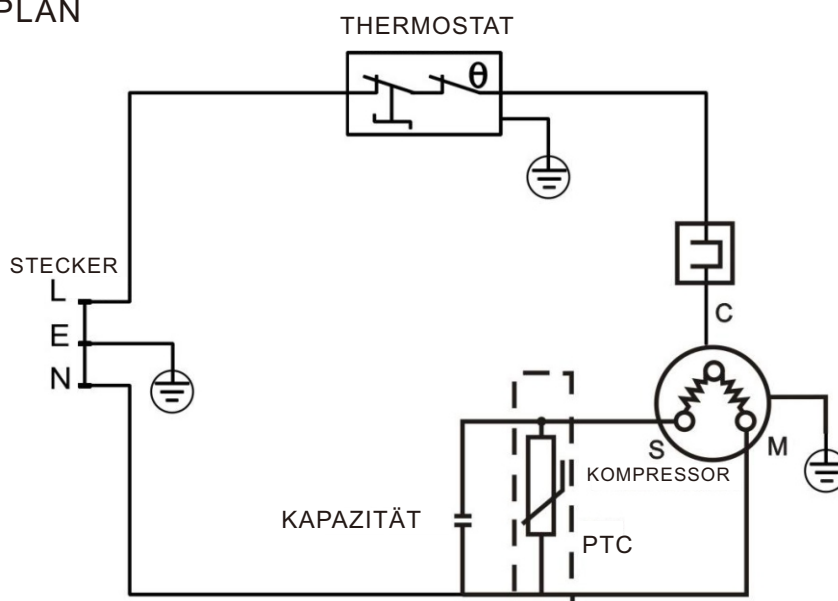 PLAN
THERMOSTAT
θ
STECKER
L
E
N
C
S
M
KOMPRESSOR
KAPAZITÄT
PTC